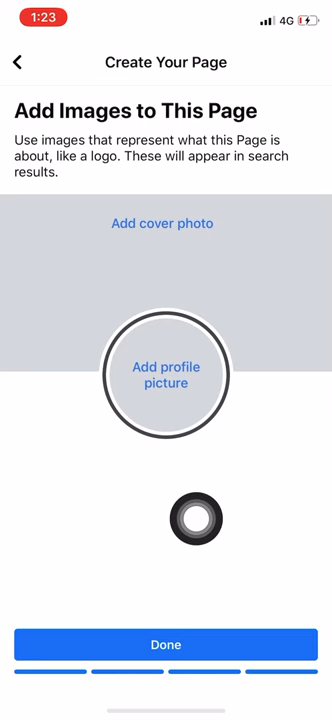 1:23
4G
Create Your Page
Add Images to This Page
Use images that represent what this Page is
about, like a logo. These will appear in search
results.
Add cover photo
Add profile
picture
Done